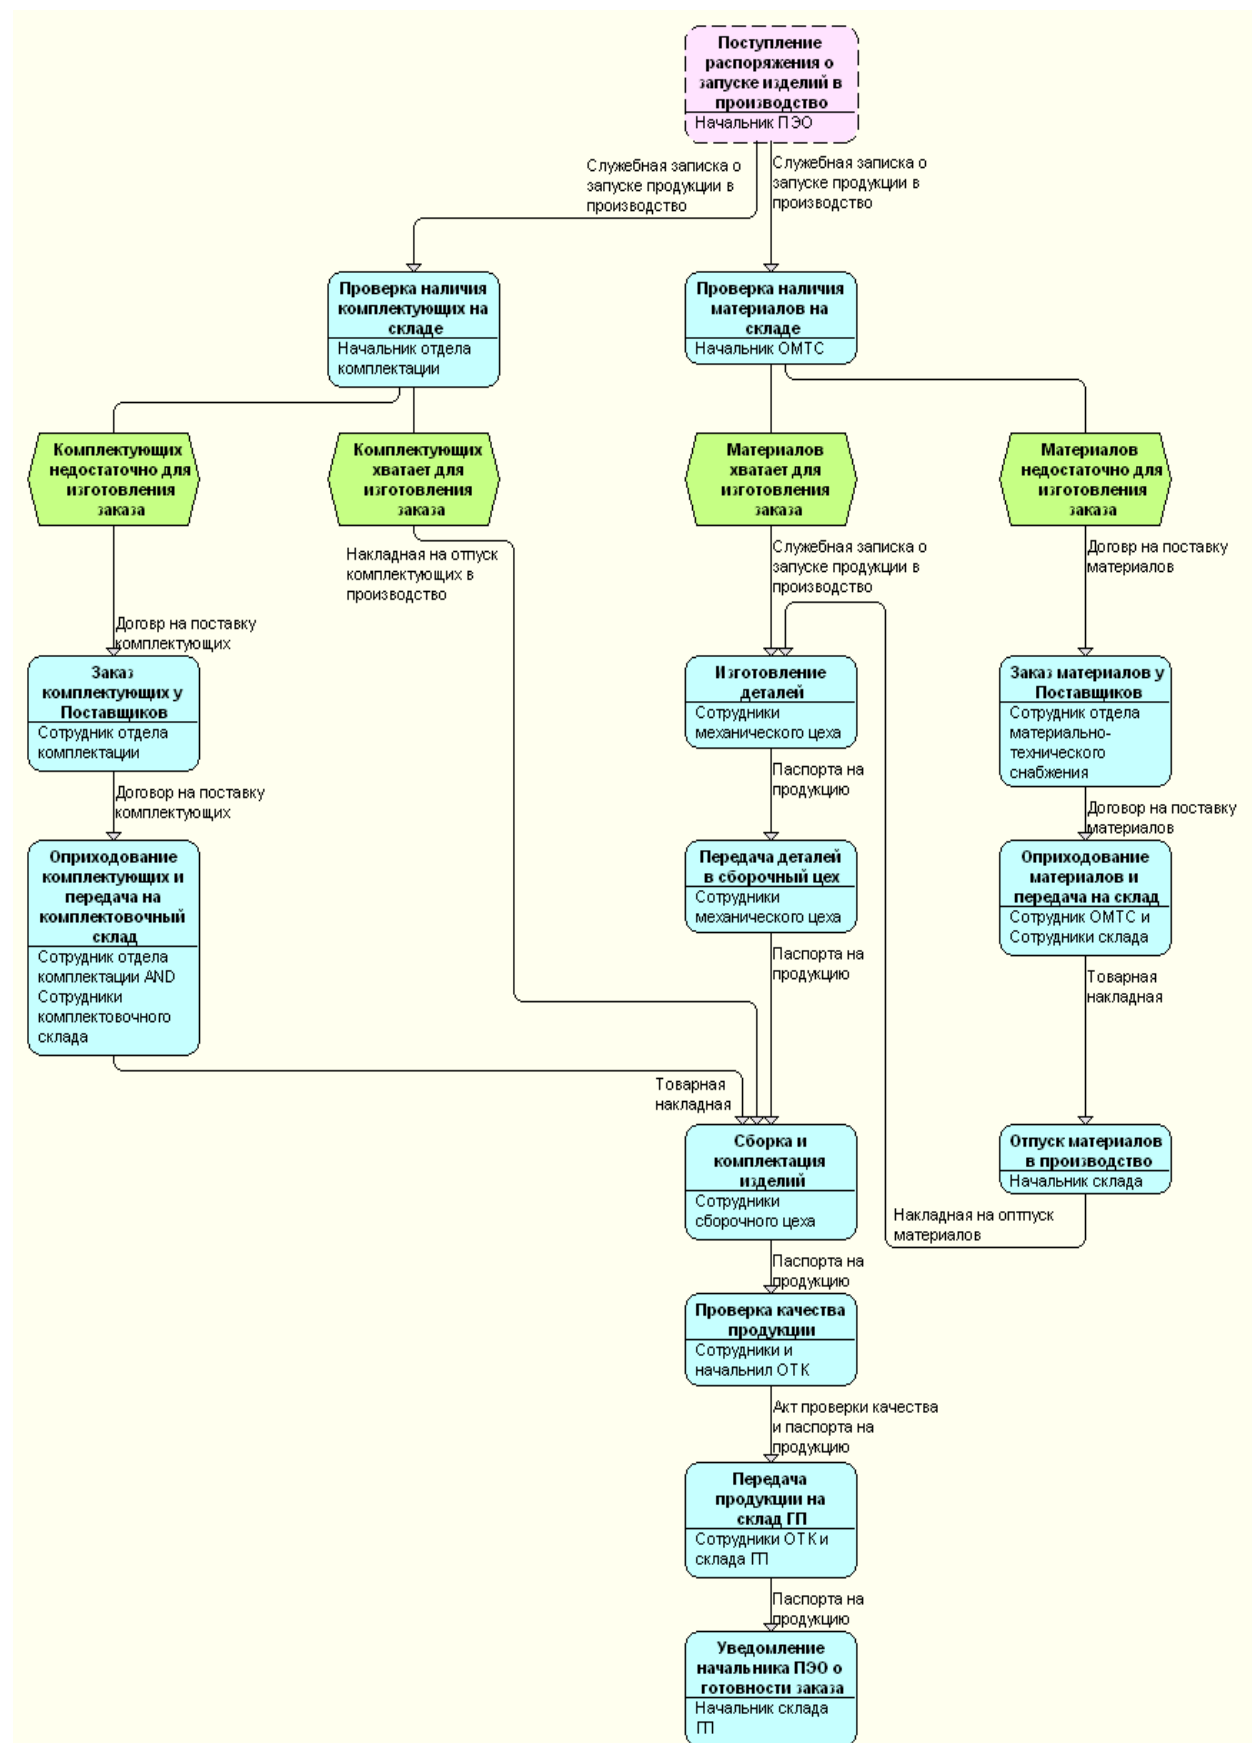 Поступление
распоряжения о
запуске изделий в
производство
Начальник ПЭО
Служебная записка о
запуске продукции в
производство
Служебная записка о
запуске продукции в
производство
Проверка наличия
комплектующих на
складе
Начальник отдела
комплектации
Проверка наличия
материалов на
складе
Начальник ОМТС
Комплектующих
недостаточно для
изготовления
заказа
Комплектующих
хватает для
изготовления
заказа
Материалов
хватает для
изготовления
заказа
Материалов
недостаточно для
изготовления
заказа
Накладная на отпуск
комплектующих в
производство
Служебная записка о
запуске продукции в
производство
Договр на поставку
материалов
Договр на поставку
комплектующих
Заказ
комплектующих у
Поставщиков
Сотрудник отдела
комплектации
Изготовление
деталей
Сотрудники
механического цеха
Заказ материалов у
Поставщиков
Сотрудник отдела
материально-
технического
снабжения
Договор на поставку
комплектующих
Паспорта на
продукцию
Договор на поставку
материалов
Оприходование
комплектующих и
передача на
комплектовочный
склад
Сотрудник отдела
комплектации AND
Сотрудники
комплектовочного
склада
Передача деталей
в сборочный цех
Сотрудники
механического цеха
Оприходование
материалов и
передача на склад
Сотрудник ОМТС и
Сотрудники склада
Паспорта на
продукцию
Товарная
накладная
Товарная
накладная
Сборка и
комплектация
изделий
Сотрудники
сборочного цеха
Отпуск материалов
в производство
Начальник склада
Накладная на оптпуск
материалов
Паспорта на
продукцию
Проверка качества
продукции
Сотрудники и
начальнил ОТК
Акт проверки качества
и паспорта на
продукцию
Передача
продукции на
склад ГП
Сотрудники ОТК и
склада ГП
Паспорта на
продукцию
Уведомление
начальника ПЭО о
готовности заказа
Начальник склада
ГП